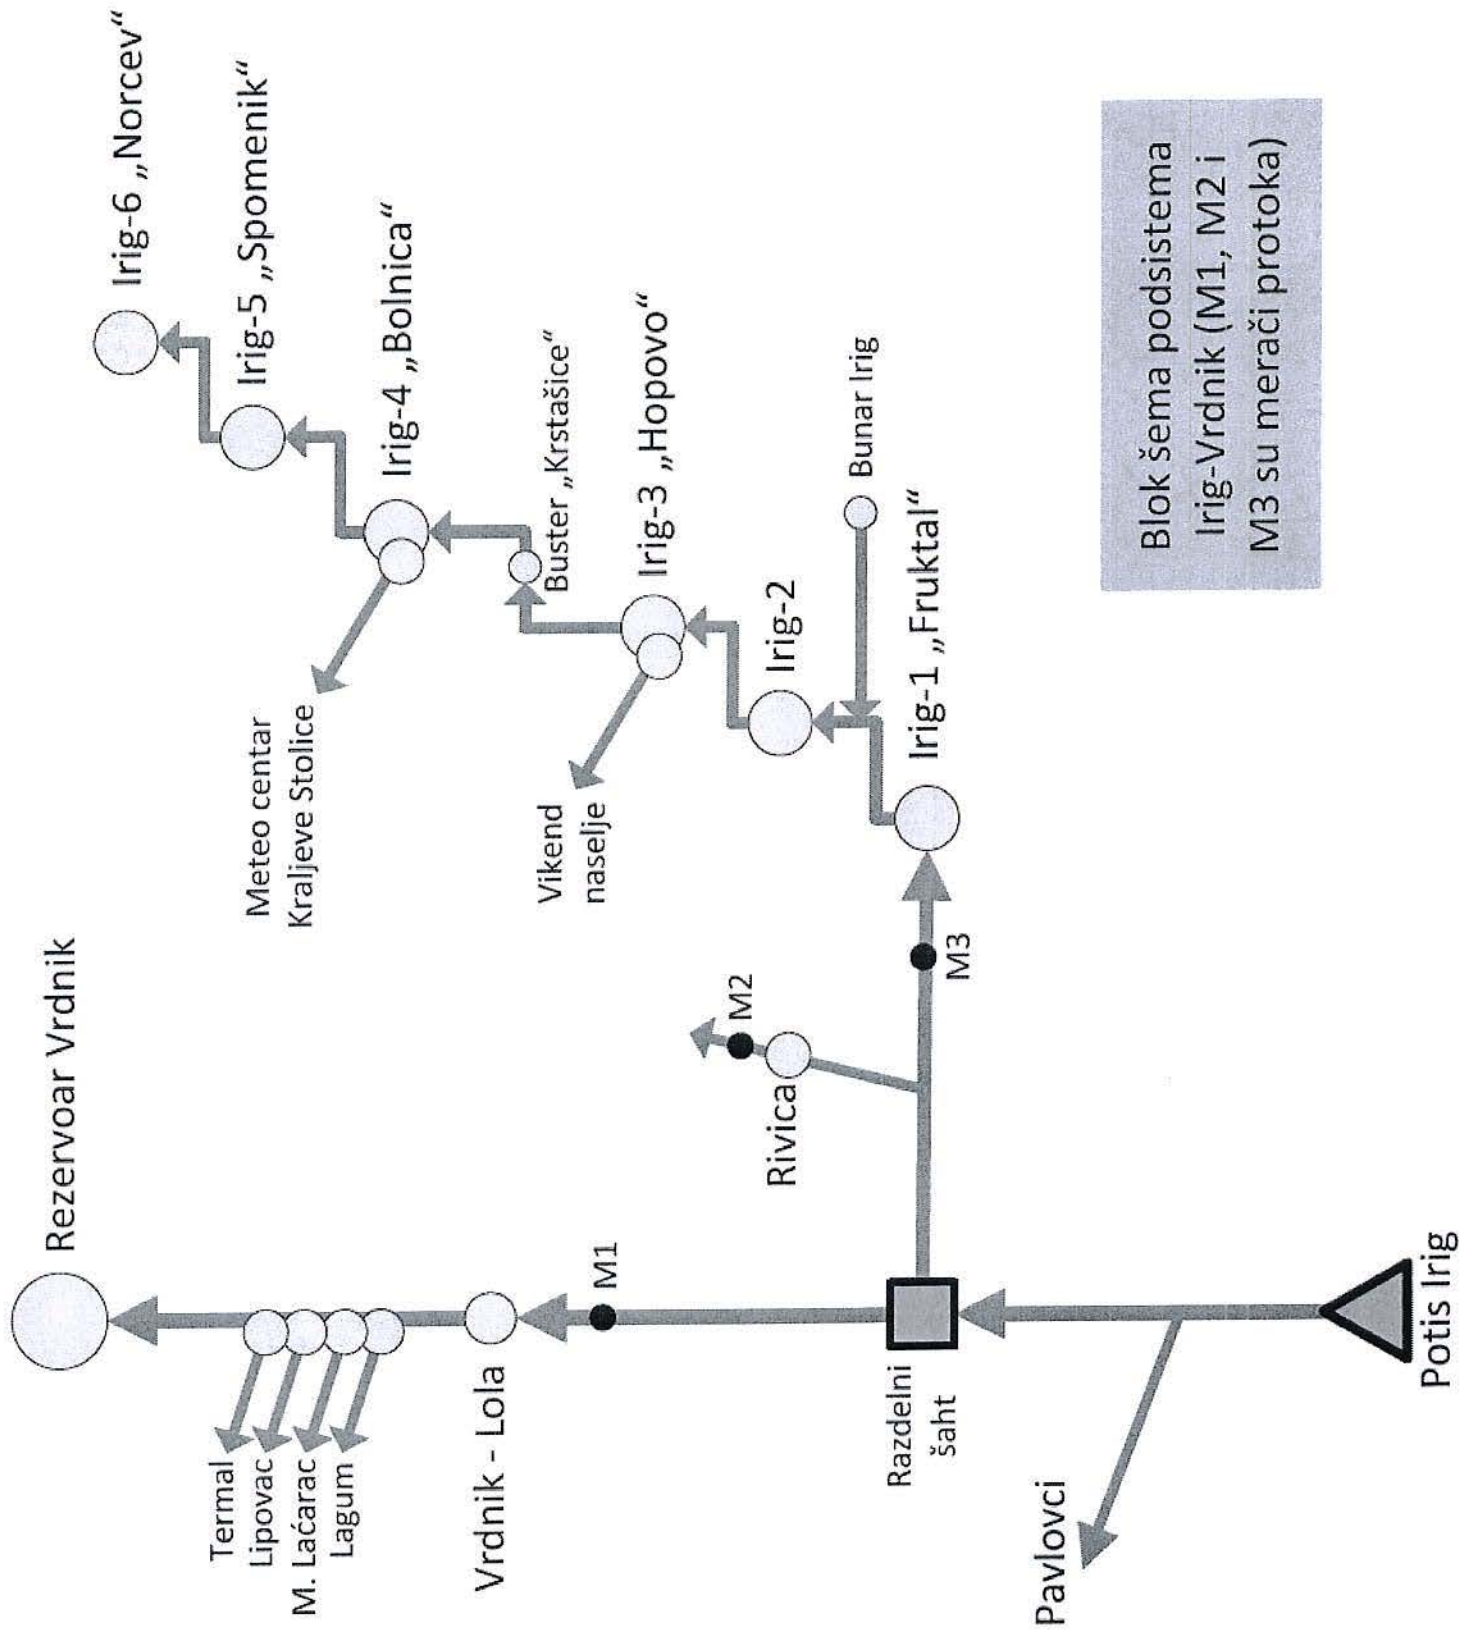 Rezervoar Vrdnik
Termal
Lipovac
M. Laćarac
Lagum
Vrdnik - Lola
M1
Razdelni
šaht
Pavlovci
Potis Irig
Rivica
M2
M3
Irig-1 „Fruktal“
Bunar Irig
Irig-2
Irig-3 „Hopovo“
Vikend
naselje
Buster „Krstašice“
Irig-4 „Bolnica“
Meteo centar
Kraljeve Stolice
Irig-5 „Spomenik“
Irig-6 „Norcev“
Blok šema podsistema
Irig-Vrdnik (M1, M2 i
M3 su merači protoka)